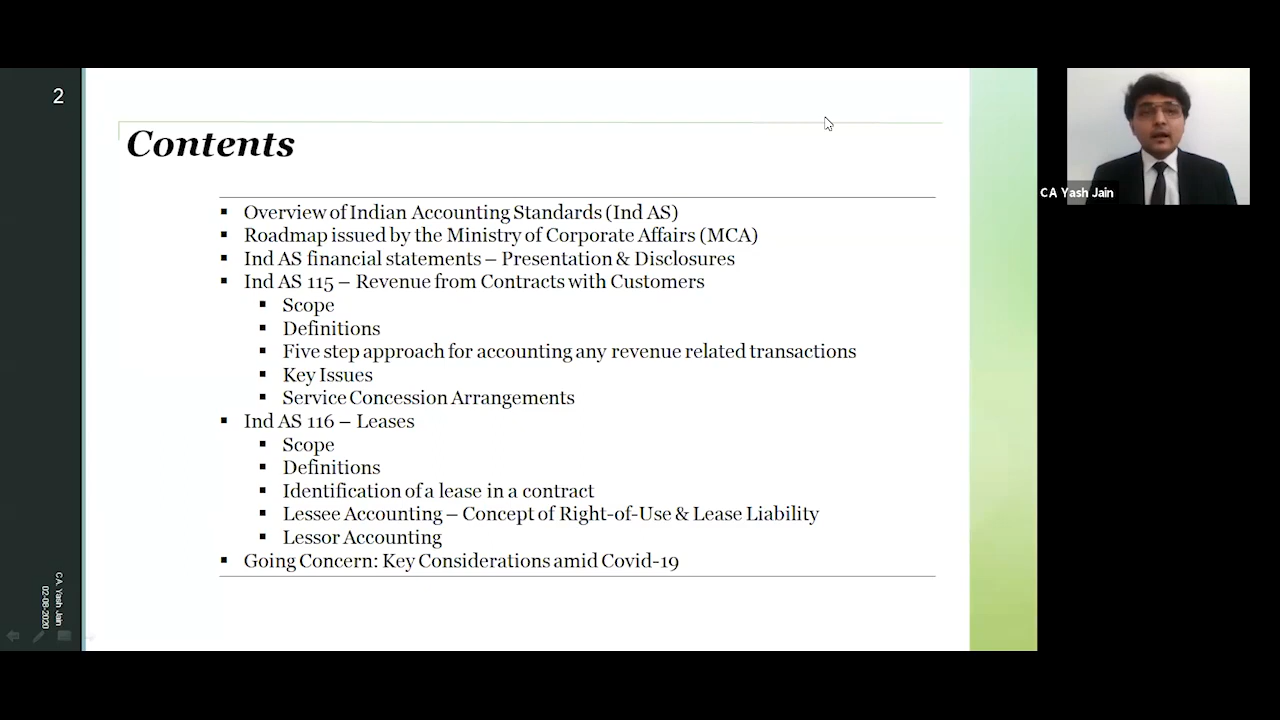 2
Contents
▪ Overview of Indian Accounting Standards (Ind AS)
▪ Roadmap issued by the Ministry of Corporate Affairs (MCA)
▪ Ind AS financial statements – Presentation & Disclosures
▪ Ind AS 115 – Revenue from Contracts with Customers
▪ Scope
▪ Definitions
▪ Five step approach for accounting any revenue related transactions
▪ Key Issues
▪ Service Concession Arrangements
▪ Ind AS 116 – Leases
▪ Scope
▪ Definitions
▪ Identification of a lease in a contract
▪ Lessee Accounting – Concept of Right-of-Use & Lease Liability
▪ Lessor Accounting
▪ Going Concern: Key Considerations amid Covid-19
CA Yash Jain
02-08-2020
CA Yash Jain